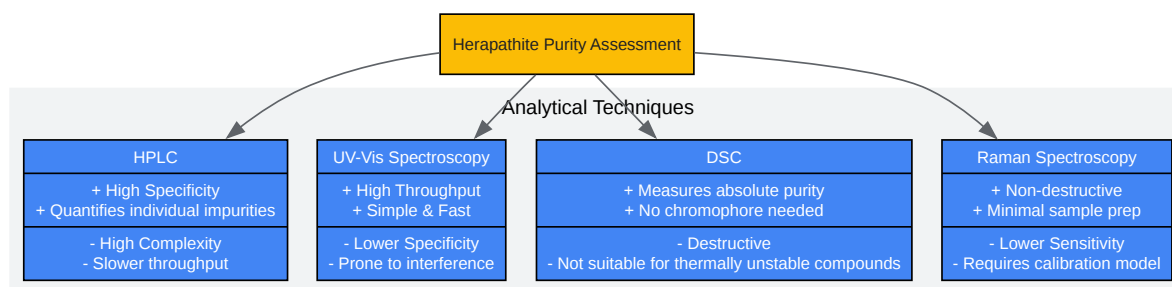 Herapathite Purity Assessment
Analytical Techniques
HPLC
+ High Specificity
+ Quantifies individual impurities
- High Complexity
- Slower throughput
UV-Vis Spectroscopy
+ High Throughput
+ Simple & Fast
- Lower Specificity
- Prone to interference
DSC
+ Measures absolute purity
+ No chromophore needed
- Destructive
- Not suitable for thermally unstable compounds
Raman Spectroscopy
+ Non-destructive
+ Minimal sample prep
- Lower Sensitivity
- Requires calibration model